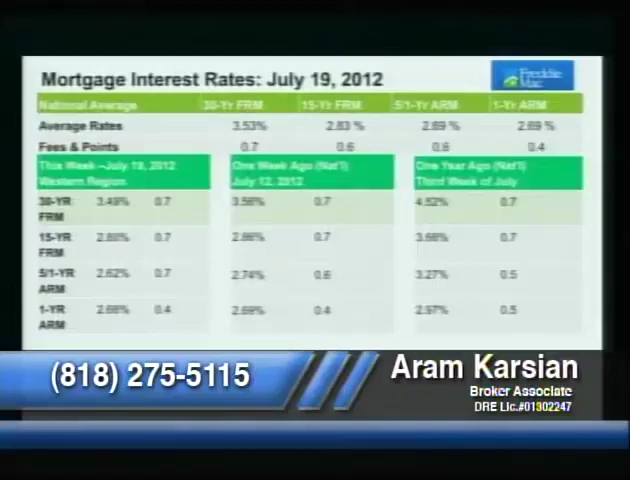 Mortgage Interest Rates: July 19, 2012
Freddie Mac
National Average 30-Yr FRM 15-Yr FRM 5/1-Yr ARM 1-Yr ARM
Average Rates 3.53% 2.83 % 2.69 % 2.69 %
Fees & Points 0.7 0.6 0.6 0.4
This Week –July 19, 2012 One Week Ago (Nat'l) One Year Ago (Nat'l)
Western Region July 12, 2012 Third Week of July
30-YR FRM 3.49% 0.7 3.56% 0.7 4.52% 0.7
15-YR FRM 2.80% 0.7 2.86% 0.7 3.66% 0.7
5/1-YR ARM 2.62% 0.7 2.74% 0.6 3.27% 0.5
1-YR ARM 2.66% 0.4 2.69% 0.4 2.97% 0.5
(818) 275-5115
Aram Karsian
Broker Associate
DRE Lic.#01302247